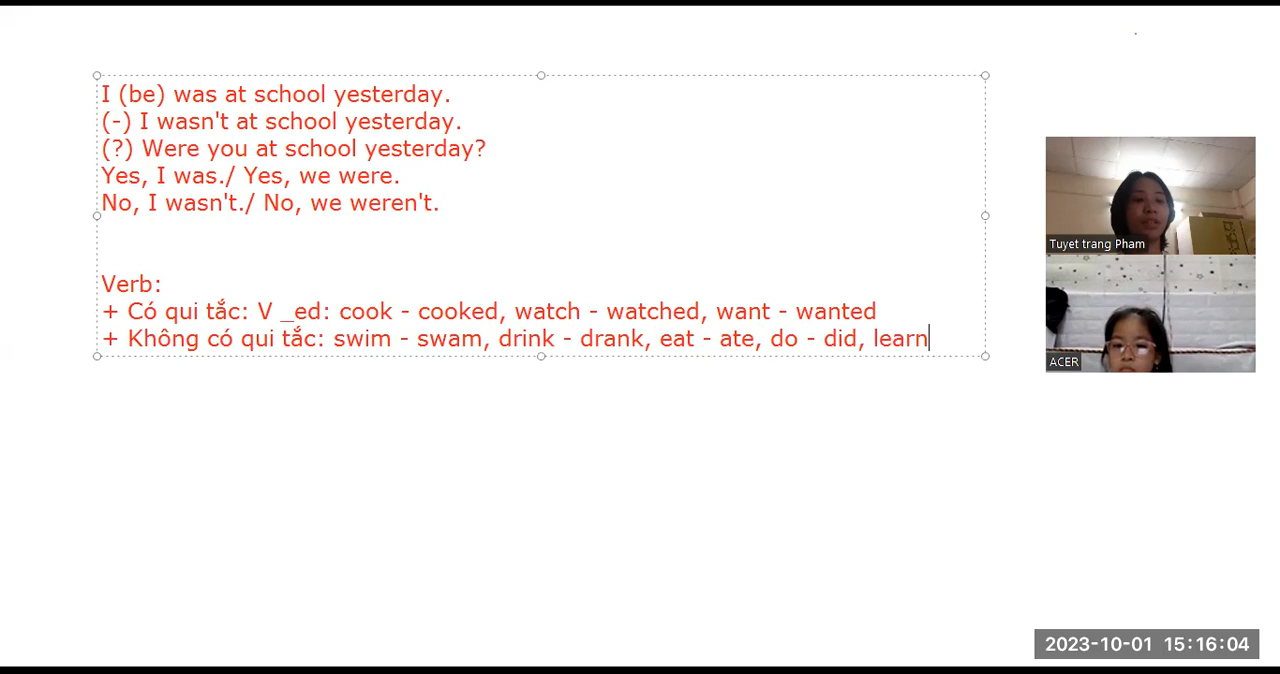 I (be) was at school yesterday.
(-) I wasn't at school yesterday.
(?) Were you at school yesterday?
Yes, I was./ Yes, we were.
No, I wasn't./ No, we weren't.
Verb:
+ Có qui tắc: V _ed: cook - cooked, watch - watched, want - wanted
+ Không có qui tắc: swim - swam, drink - drank, eat - ate, do - did, learn
Tuyet trang Pham
ACER
2023-10-01 15:16:04